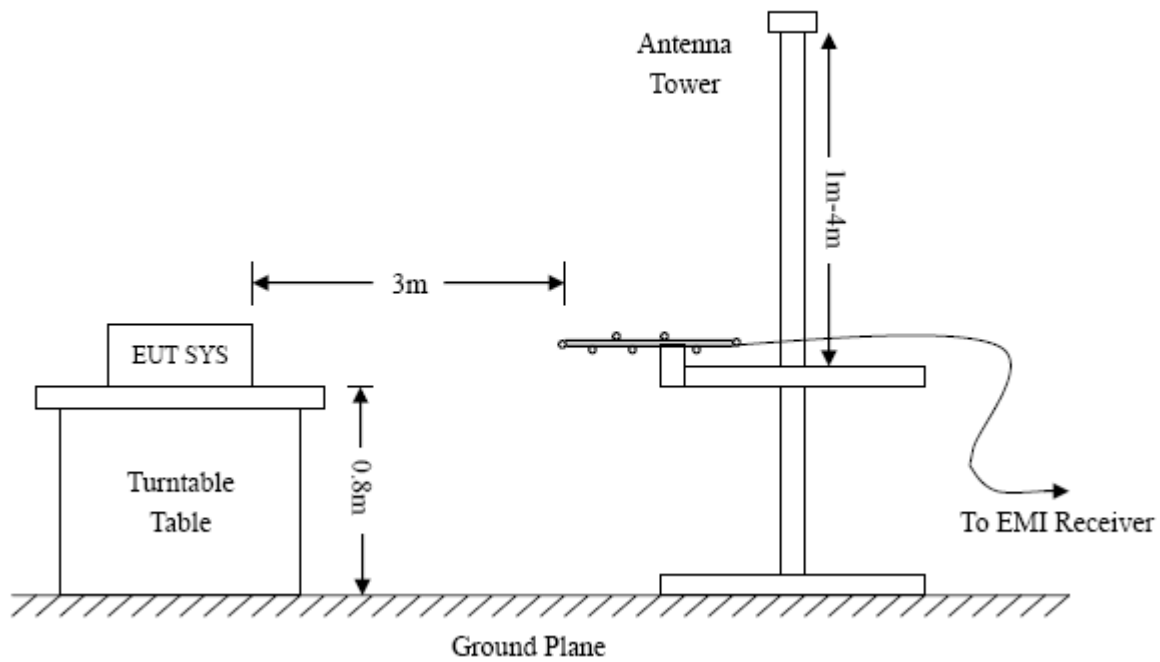 Antenna
Tower
1m-4m
3m
EUT SYS
0.8m
Turntable
Table
To EMI Receiver
Ground Plane